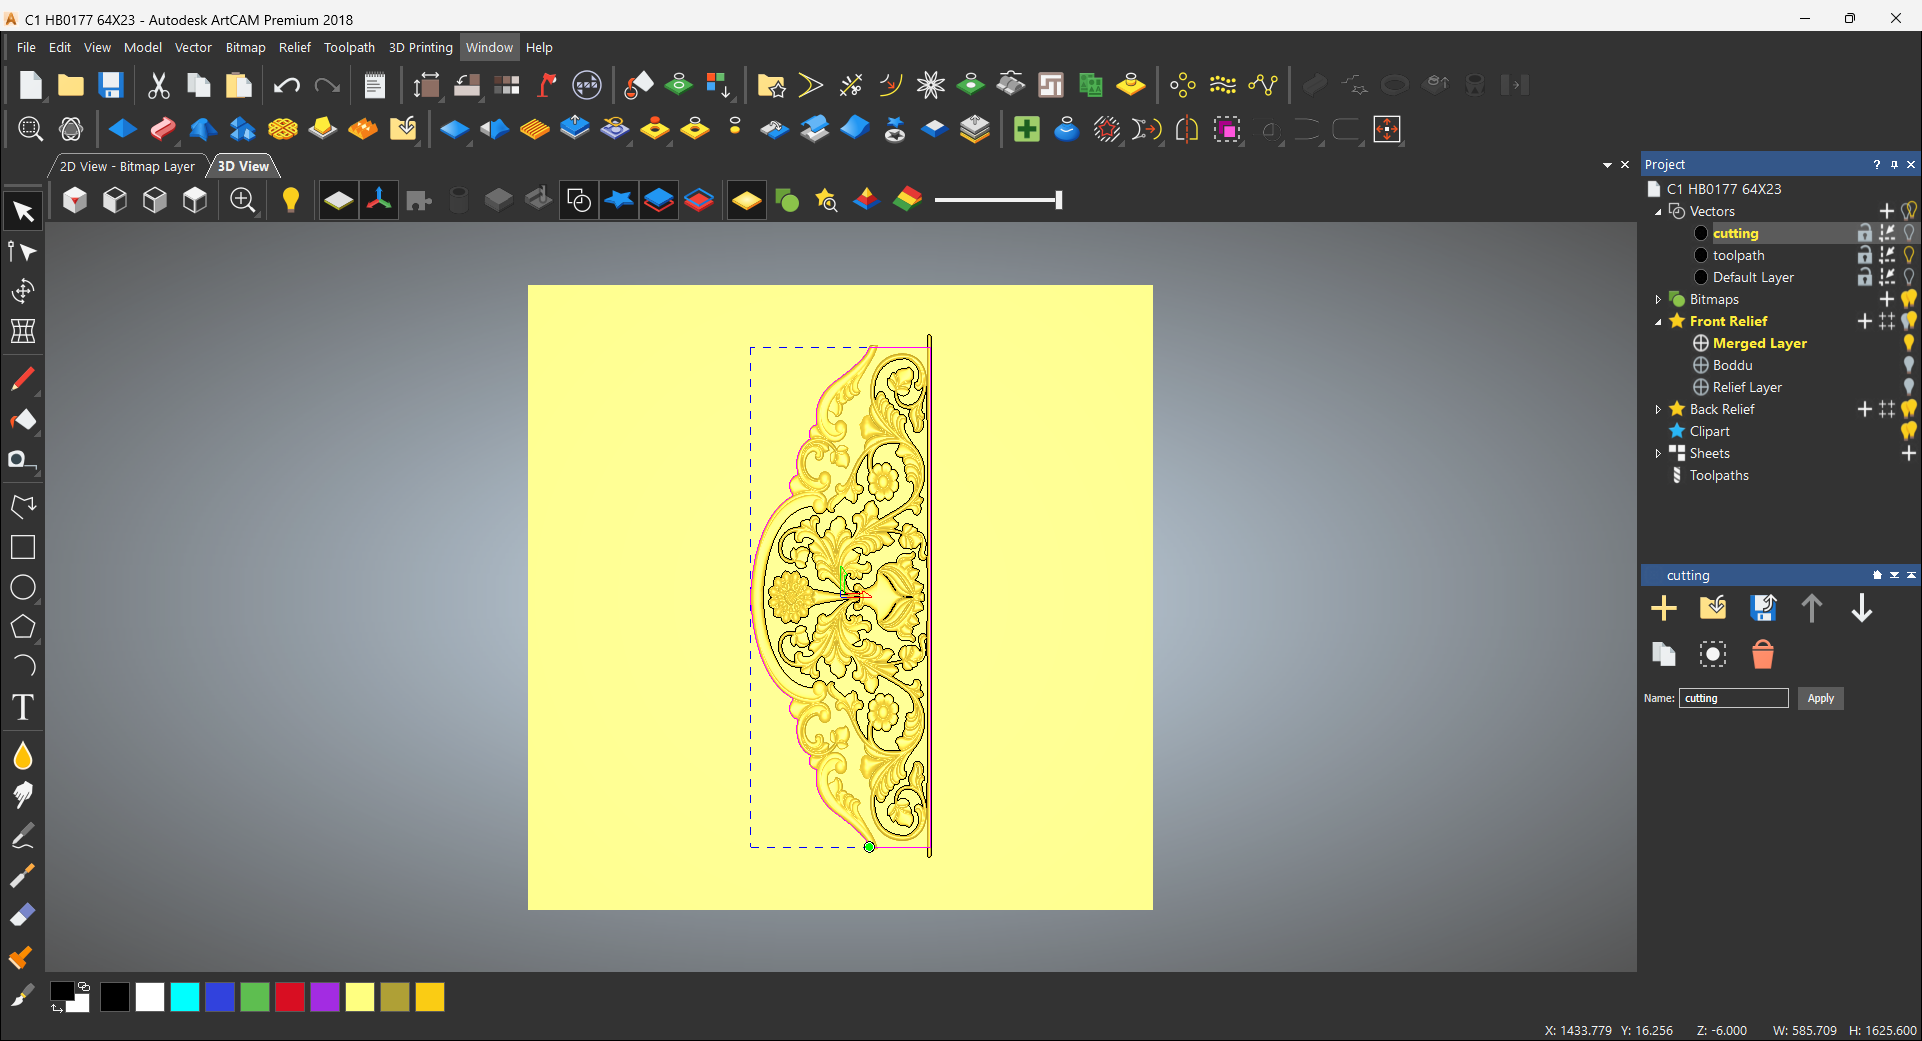 C1 HB0177 64X23 - Autodesk ArtCAM Premium 2018
File Edit View Model Vector Bitmap Relief Toolpath 3D Printing Window Help
2D View - Bitmap Layer 3D View
Project
C1 HB0177 64X23
Vectors
cutting
toolpath
Default Layer
Bitmaps
Front Relief
Merged Layer
Boddu
Relief Layer
Back Relief
Clipart
Sheets
Toolpaths
cutting
Name: cutting Apply
X: 1433.779 Y: 16.256 Z: -6.000 W: 585.709 H: 1625.600